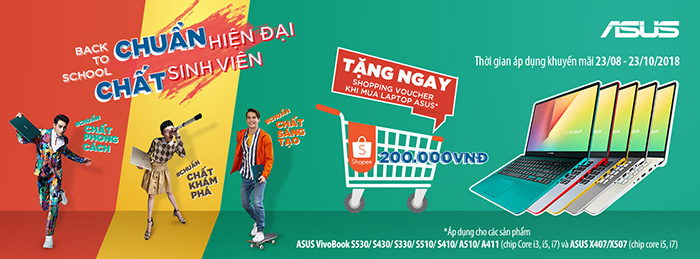 BACK
TO
SCHOOL
CHUẨN HIỆN ĐẠI
CHẤT SINH VIÊN
#CHUẨN
CHẤT PHONG
CÁCH
#CHUẨN
CHẤT KHÁM
PHÁ
#CHUẨN
CHẤT SÁNG
TẠO
TẶNG NGAY
SHOPPING VOUCHER
KHI MUA LAPTOP ASUS*
S
Shopee
200.000VNĐ
ASUS
Thời gian áp dụng khuyến mãi 23/08 - 23/10/2018
*Áp dụng cho các sản phẩm
ASUS VivoBook S530/ S430/ S330/ S510/ S410/ A510/ A411 (chip Core i3, i5, i7) và ASUS X407/X507 (chip core i5, i7)